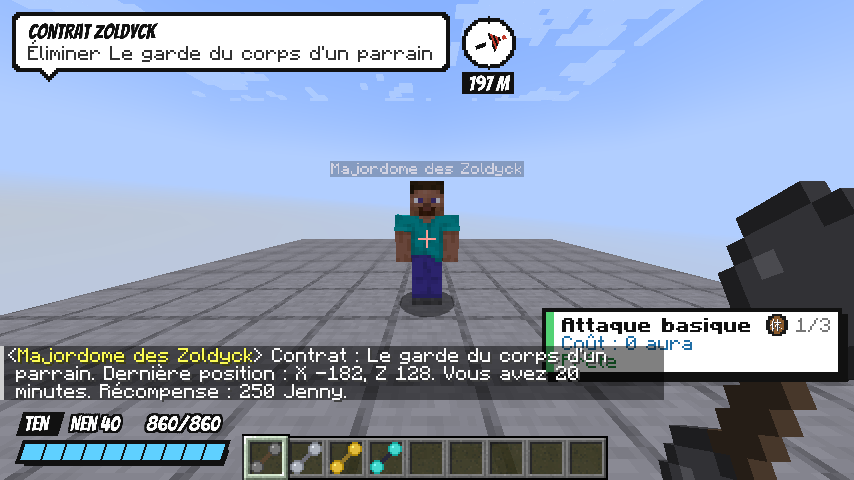 CONTRAT ZOLDYCK
Éliminer Le garde du corps d'un parrain
197 M
Majordome des Zoldyck
Attaque basique 1/3
Coût : 0 aura
<Majordome des Zoldyck> Contrat : Le garde du corps d'un
parrain. Dernière position : X -182, Z 128. Vous avez 20
minutes. Récompense : 250 Jenny.
TEN NEN 40 860/860